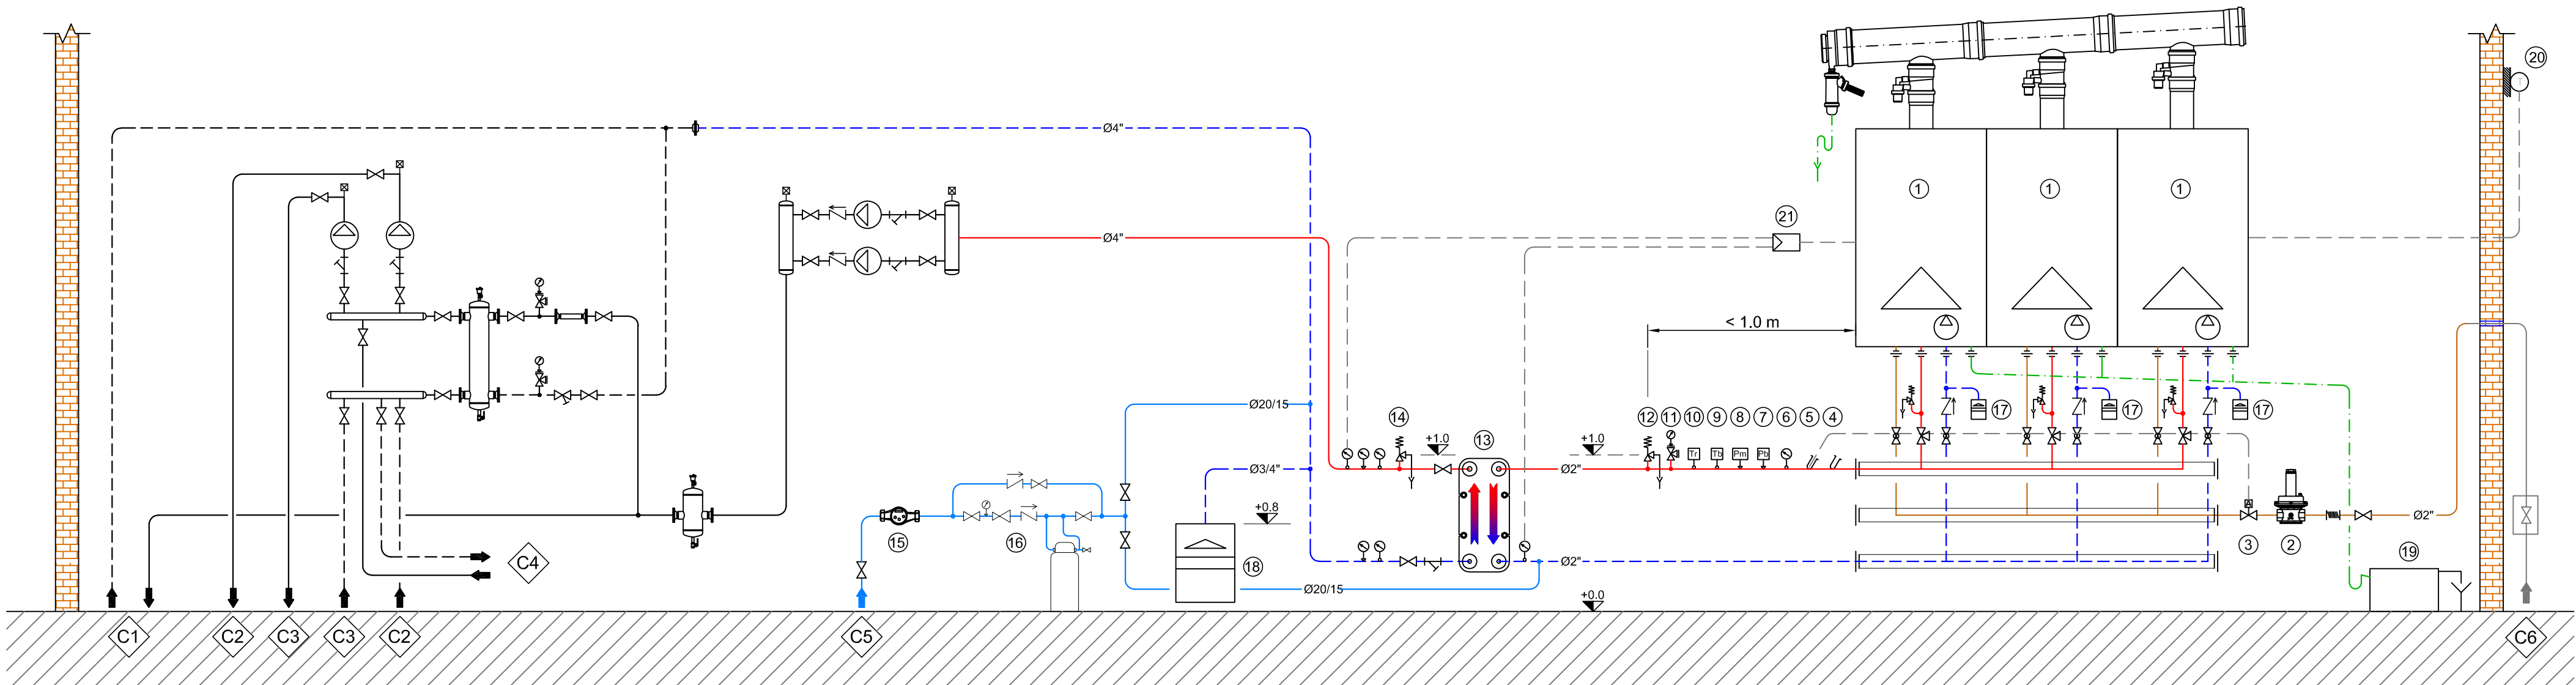 20
Ø4"
1 1 1
21
Ø4"
< 1.0 m
Ø20/15
14 +1.0 13 +1.0 12 11 10 9 8 7 6 5 4 17 17 17
Tr Tb Pm Pb
Ø3/4" Ø2"
+0.8
Ø2"
15 16 3 2 19
C4 18 Ø2"
Ø20/15
+0.0
C1 C2 C3 C3 C2 C5 C6